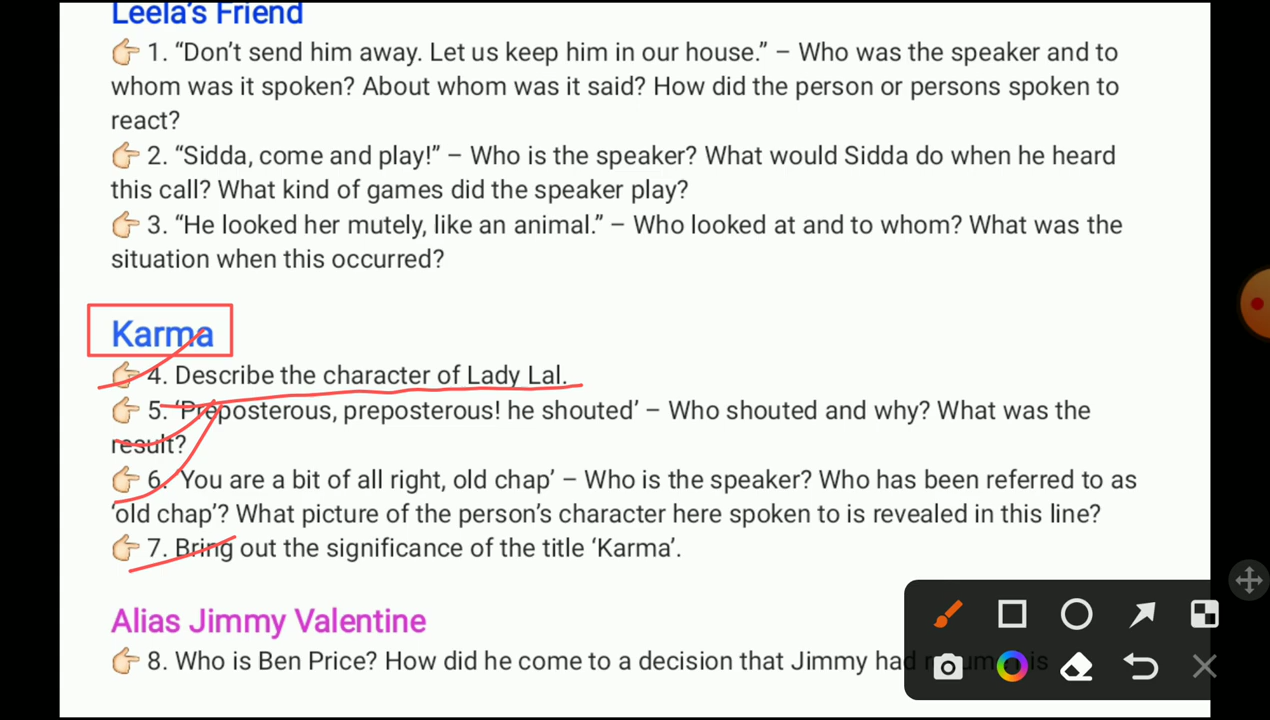 Leela's Friend
👉 1. “Don't send him away. Let us keep him in our house.” – Who was the speaker and to
whom was it spoken? About whom was it said? How did the person or persons spoken to
react?
👉 2. “Sidda, come and play!” – Who is the speaker? What would Sidda do when he heard
this call? What kind of games did the speaker play?
👉 3. “He looked her mutely, like an animal.” – Who looked at and to whom? What was the
situation when this occurred?
Karma
👉 4. Describe the character of Lady Lal.
👉 5. ‘Preposterous, preposterous! he shouted’ – Who shouted and why? What was the
result?
👉 6. ‘You are a bit of all right, old chap’ – Who is the speaker? Who has been referred to as
‘old chap’? What picture of the person's character here spoken to is revealed in this line?
👉 7. Bring out the significance of the title ‘Karma’.
Alias Jimmy Valentine
👉 8. Who is Ben Price? How did he come to a decision that Jimmy had